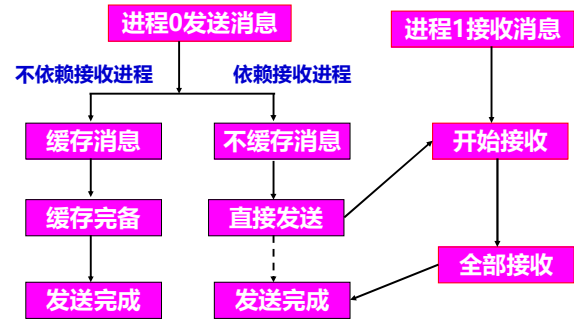 进程0发送消息
进程1接收消息
不依赖接收进程
依赖接收进程
缓存消息
不缓存消息
开始接收
缓存完备
直接发送
全部接收
发送完成
发送完成